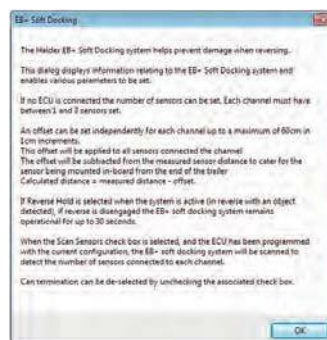 EB+ Soft Docking
The Haldex EB+ Soft Docking system helps prevent damage when reversing.
This dialog displays information relating to the EB+ Soft Docking system and
enables various parameters to be set.
If no ECU is connected the number of sensors can be set. Each channel must have
between 1 and 3 sensors set.
An offset can be set independently for each channel up to a maximum of 60cm in
1cm increments.
This offset will be applied to all sensors connected the channel
The offset will be subtracted from the measured sensor distance to cater for the
sensor being mounted in-board from the end of the trailer
Calculated distance = measured distance - offset.
If Reverse Hold is selected when the system is active (in reverse with an object
detected), if reverse is disengaged the EB+ soft docking system remains
operational for up to 30 seconds.
When the Scan Sensors check box is selected, and the ECU has been programmed
with the current configuration, the EB+ soft docking system will be scanned to
detect the number of sensors connected to each channel.
Can termination can be de-selected by unchecking the associated check box.
OK